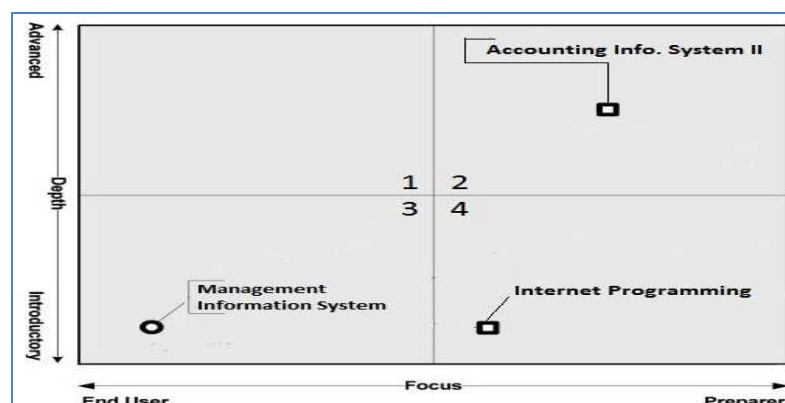 Advanced
Accounting Info. System II
1 2
Depth
3 4
Management
Information System
Internet Programming
Introductory
Focus
End User
Preparer